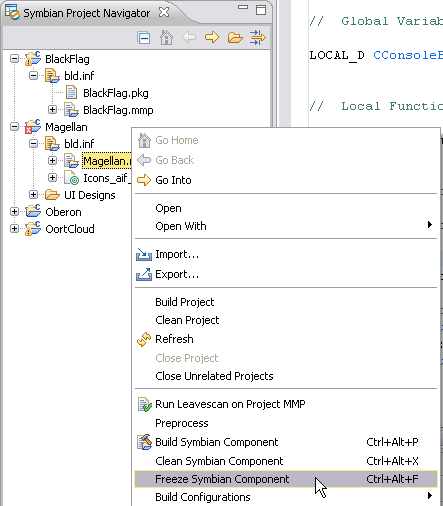 Symbian Project Navigator
BlackFlag
bld.inf
BlackFlag.pkg
BlackFlag.mmp
Magellan
bld.inf
Magellan.
Icons_aif_
UI Designs
Oberon
OortCloud
// Global Variab
LOCAL_D CConsoleB
// Local Functio
Go Home
Go Back
Go Into
Open
Open With
Import...
Export...
Build Project
Clean Project
Refresh
Close Project
Close Unrelated Projects
Run Leavescan on Project MMP
Preprocess
Build Symbian Component Ctrl+Alt+P
Clean Symbian Component Ctrl+Alt+X
Freeze Symbian Component Ctrl+Alt+F
Build Configurations